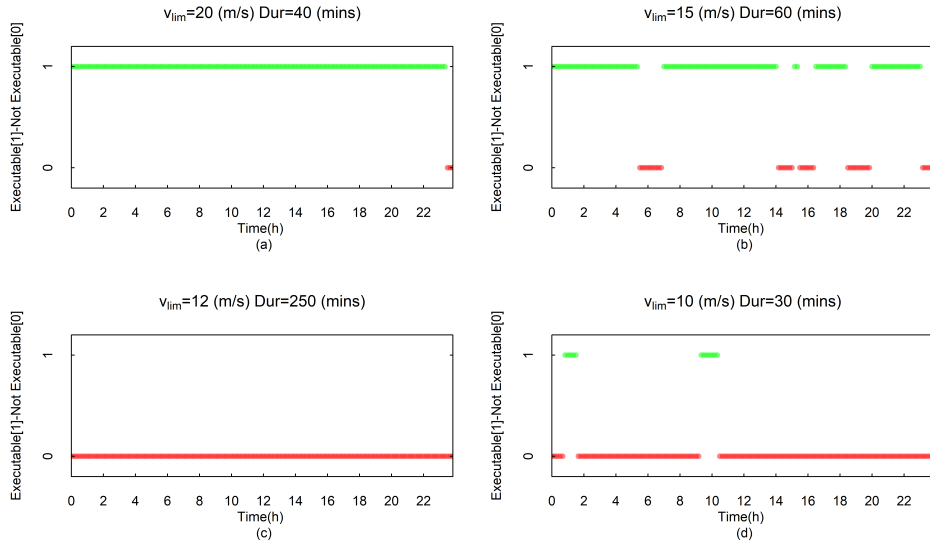 v_lim=20 (m/s) Dur=40 (mins)
Executable[1]-Not Executable[0]
1
0
0 2 4 6 8 10 12 14 16 18 20 22
Time(h)
(a)
v_lim=15 (m/s) Dur=60 (mins)
Executable[1]-Not Executable[0]
1
0
0 2 4 6 8 10 12 14 16 18 20 22
Time(h)
(b)
v_lim=12 (m/s) Dur=250 (mins)
Executable[1]-Not Executable[0]
1
0
0 2 4 6 8 10 12 14 16 18 20 22
Time(h)
(c)
v_lim=10 (m/s) Dur=30 (mins)
Executable[1]-Not Executable[0]
1
0
0 2 4 6 8 10 12 14 16 18 20 22
Time(h)
(d)